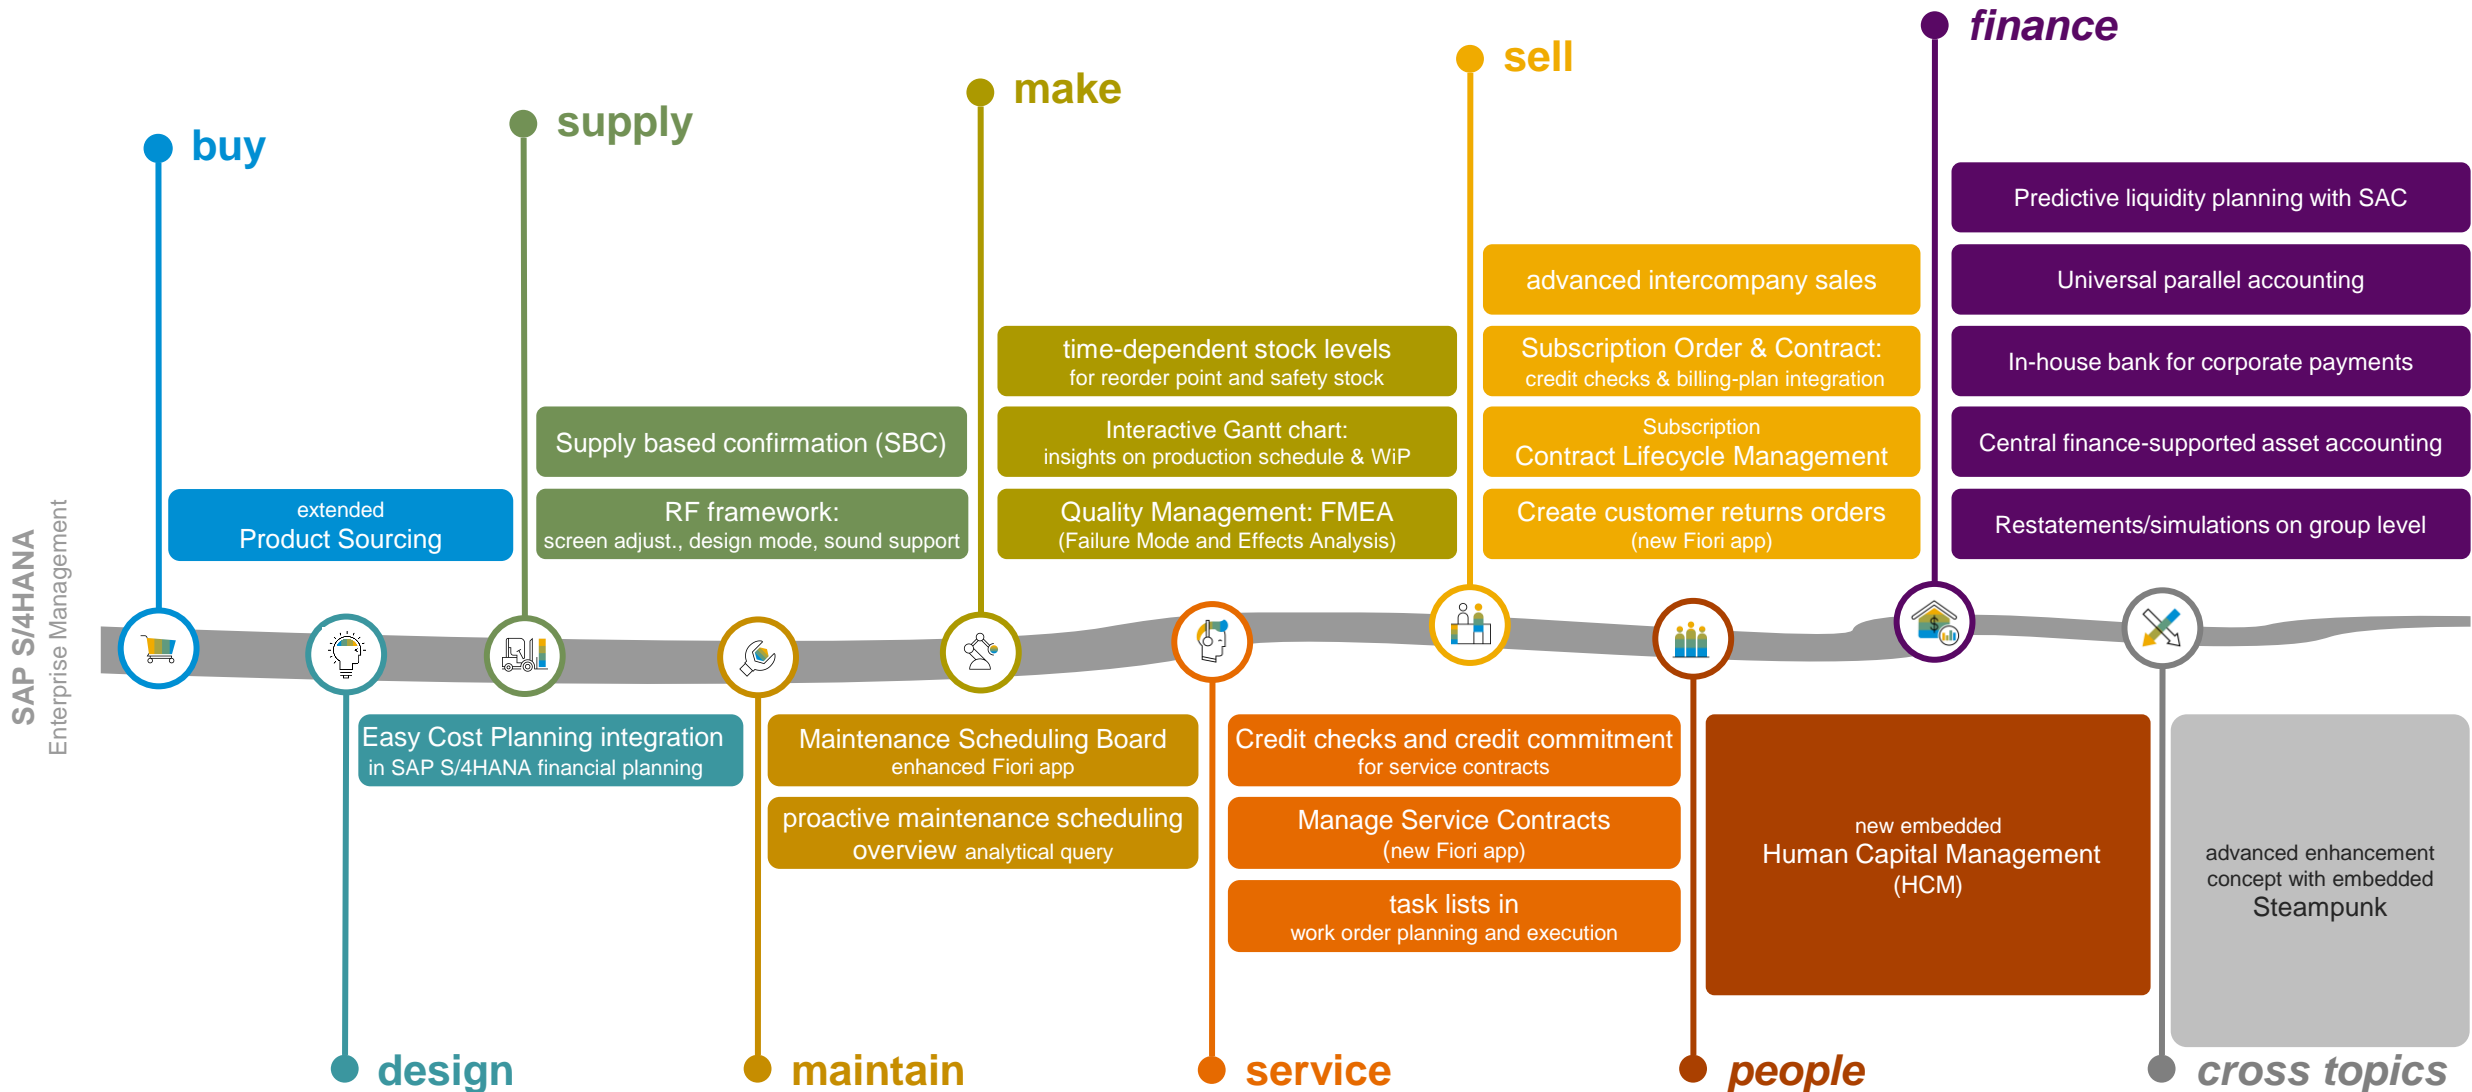 SAP S/4HANA
Enterprise Management
buy
extended
Product Sourcing
design
Easy Cost Planning integration
in SAP S/4HANA financial planning
supply
Supply based confirmation (SBC)
RF framework:
screen adjust., design mode, sound support
maintain
Maintenance Scheduling Board
enhanced Fiori app
proactive maintenance scheduling
overview analytical query
make
time-dependent stock levels
for reorder point and safety stock
Interactive Gantt chart:
insights on production schedule & WiP
Quality Management: FMEA
(Failure Mode and Effects Analysis)
service
Credit checks and credit commitment
for service contracts
Manage Service Contracts
(new Fiori app)
task lists in
work order planning and execution
sell
advanced intercompany sales
Subscription Order & Contract:
credit checks & billing-plan integration
Subscription
Contract Lifecycle Management
Create customer returns orders
(new Fiori app)
people
new embedded
Human Capital Management
(HCM)
finance
Predictive liquidity planning with SAC
Universal parallel accounting
In-house bank for corporate payments
Central finance-supported asset accounting
Restatements/simulations on group level
$
cross topics
advanced enhancement
concept with embedded
Steampunk